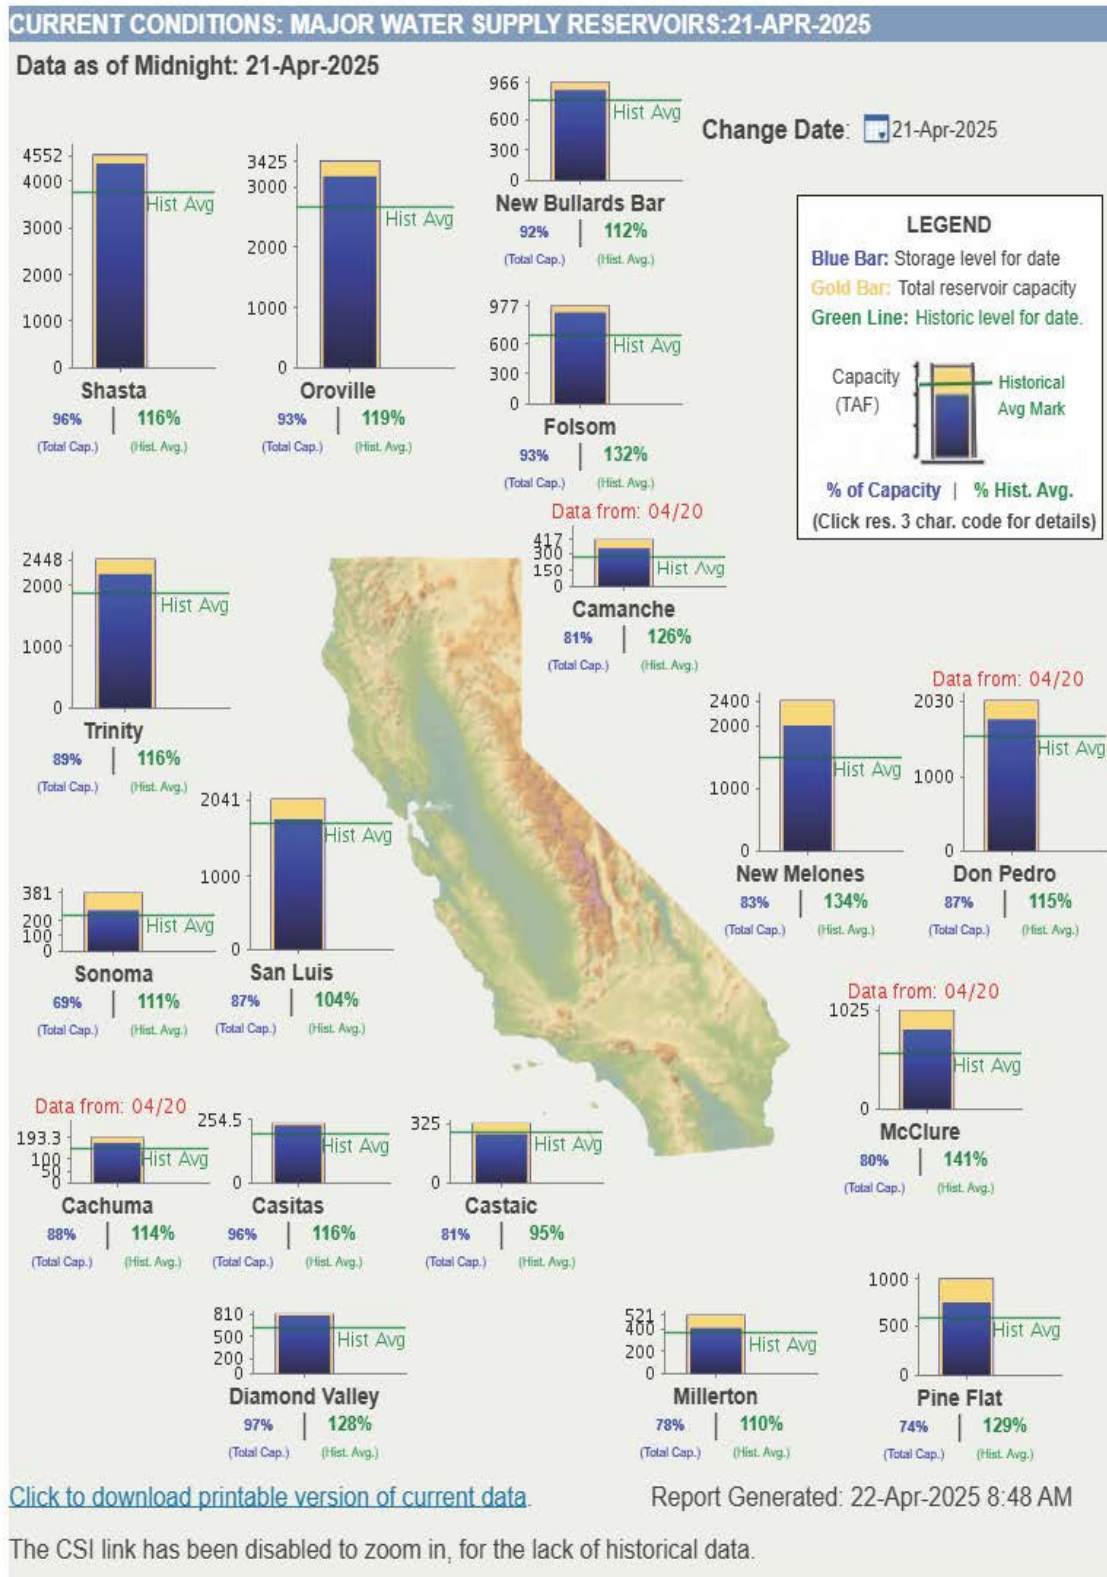 CURRENT CONDITIONS: MAJOR WATER SUPPLY RESERVOIRS:21-APR-2025
Data as of Midnight: 21-Apr-2025
Change Date: 21-Apr-2025
966
600
300
0
Hist Avg
New Bullards Bar
92% | 112%
(Total Cap.) (Hist. Avg.)
4552
4000
3000
2000
1000
0
Hist Avg
Shasta
96% | 116%
(Total Cap.) (Hist. Avg.)
3425
3000
2000
1000
0
Hist Avg
Oroville
93% | 119%
(Total Cap.) (Hist. Avg.)
977
600
300
0
Hist Avg
Folsom
93% | 132%
(Total Cap.) (Hist. Avg.)
LEGEND
Blue Bar: Storage level for date
Gold Bar: Total reservoir capacity
Green Line: Historic level for date.
Capacity
(TAF)
Historical
Avg Mark
% of Capacity | % Hist. Avg.
(Click res. 3 char. code for details)
Data from: 04/20
417
300
150
0
Hist Avg
Camanche
81% | 126%
(Total Cap.) (Hist. Avg.)
2448
2000
1000
0
Hist Avg
Trinity
89% | 116%
(Total Cap.) (Hist. Avg.)
2400
2000
1000
0
Hist Avg
New Melones
83% | 134%
(Total Cap.) (Hist. Avg.)
Data from: 04/20
2030
1000
0
Hist Avg
Don Pedro
87% | 115%
(Total Cap.) (Hist. Avg.)
381
200
100
0
Hist Avg
Sonoma
69% | 111%
(Total Cap.) (Hist. Avg.)
2041
1000
0
Hist Avg
San Luis
87% | 104%
(Total Cap.) (Hist. Avg.)
Data from: 04/20
1025
0
Hist Avg
McClure
80% | 141%
(Total Cap.) (Hist. Avg.)
Data from: 04/20
193.3
100
50
0
Hist Avg
Cachuma
88% | 114%
(Total Cap.) (Hist. Avg.)
254.5
0
Hist Avg
Casitas
96% | 116%
(Total Cap.) (Hist. Avg.)
325
0
Hist Avg
Castaic
81% | 95%
(Total Cap.) (Hist. Avg.)
810
500
200
0
Hist Avg
Diamond Valley
97% | 128%
(Total Cap.) (Hist. Avg.)
521
400
200
0
Hist Avg
Millerton
78% | 110%
(Total Cap.) (Hist. Avg.)
1000
500
0
Hist Avg
Pine Flat
74% | 129%
(Total Cap.) (Hist. Avg.)
Click to download printable version of current data.
Report Generated: 22-Apr-2025 8:48 AM
The CSI link has been disabled to zoom in, for the lack of historical data.